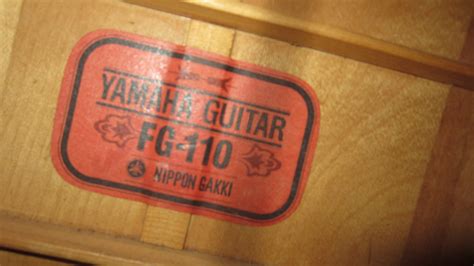 YAMAHA GUITAR
FG-110
NIPPON GAKKI